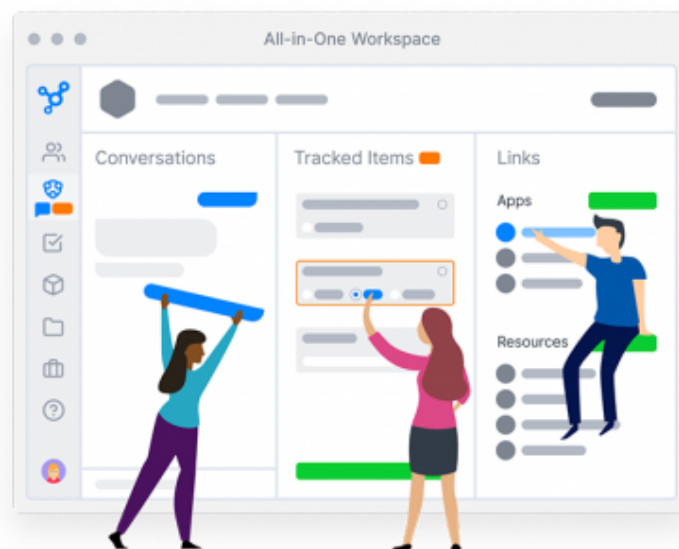 All-in-One Workspace
Conversations
Tracked Items
Links
Apps
Resources